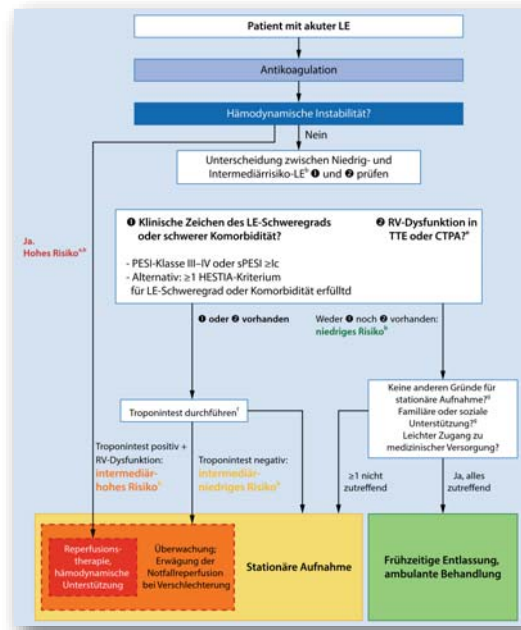 Patient mit akuter LE
Antikoagulation
Hämodynamische Instabilität?
Nein
Unterscheidung zwischen Niedrig- und
Intermediärrisiko-LEᵇ ❶ und ❷ prüfen
Ja.
Hohes Risikoᵃ,ᵇ
❶ Klinische Zeichen des LE-Schweregrads
oder schwerer Komorbidität?
- PESI-Klasse III–IV oder sPESI ≥Ic
- Alternativ: ≥1 HESTIA-Kriterium
für LE-Schweregrad oder Komorbidität erfülltd
❷ RV-Dysfunktion in
TTE oder CTPA?ᵉ
❶ oder ❷ vorhanden
Weder ❶ noch ❷ vorhanden:
niedriges Risikoᵇ
Troponintest durchführenᶠ
Keine anderen Gründe für
stationäre Aufnahme?ᵍ
Familiäre oder soziale
Unterstützung?ᵍ
Leichter Zugang zu
medizinischer Versorgung?
Troponintest positiv +
RV-Dysfunktion:
intermediär-
hohes Risikoᵇ
Troponintest negativ:
intermediär-
niedriges Risikoᵇ
≥1 nicht
zutreffend
Ja, alles
zutreffend
Reperfusions-
therapie,
hämodynamische
Unterstützung
Überwachung;
Erwägung der
Notfallreperfusion
bei Verschlechterung
Stationäre Aufnahme
Frühzeitige Entlassung,
ambulante Behandlung